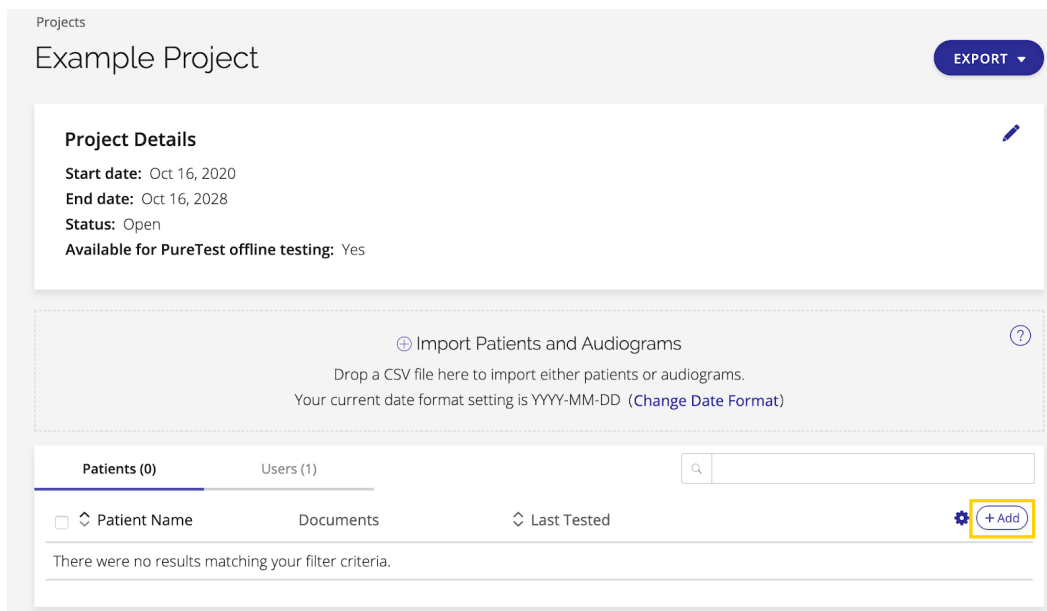 Projects
Example Project
EXPORT
Project Details
Start date: Oct 16, 2020
End date: Oct 16, 2028
Status: Open
Available for PureTest offline testing: Yes
Import Patients and Audiograms
?
Drop a CSV file here to import either patients or audiograms.
Your current date format setting is YYYY-MM-DD (Change Date Format)
Patients (0) Users (1)
Patient Name Documents Last Tested + Add
There were no results matching your filter criteria.